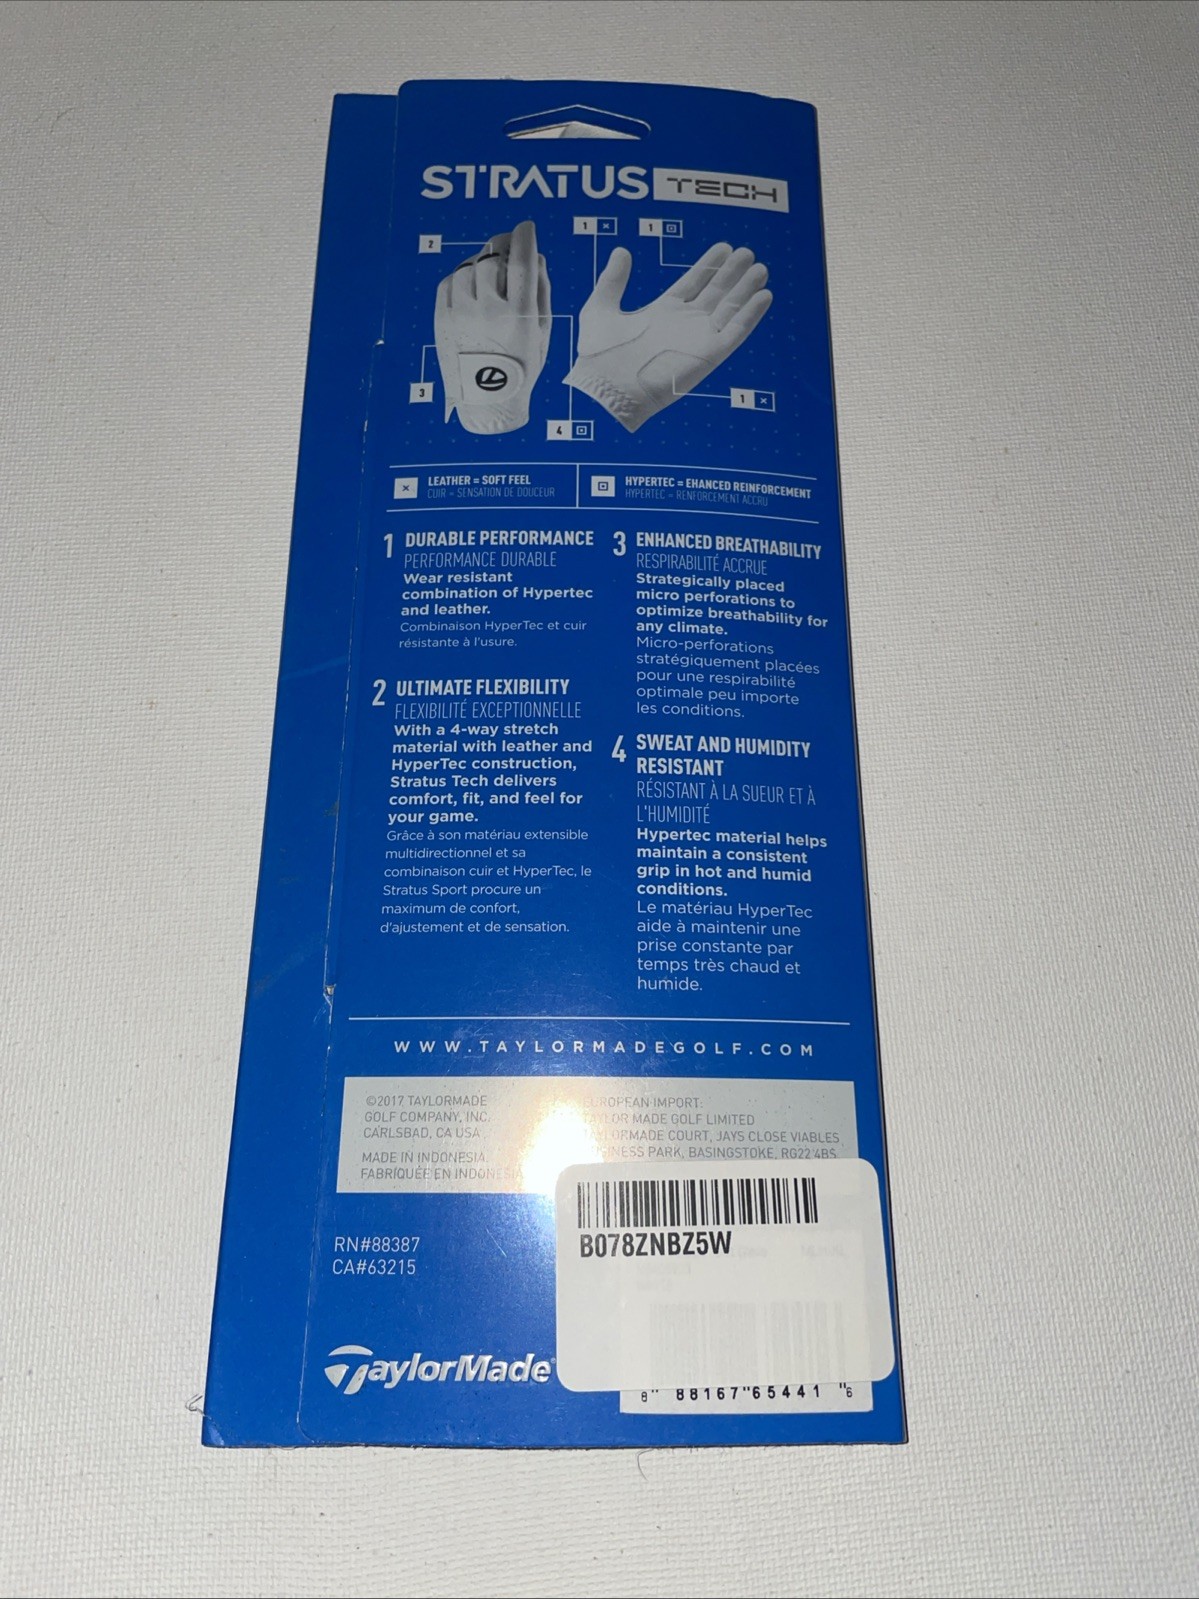 STRATUS TECH
1
1
2
3
1
4
LEATHER = SOFT FEEL
CUIR = SENSATION DE DOUCEUR
HYPERTEC = EHANCED REINFORCEMENT
HYPERTEC = RENFORCEMENT ACCRU
1 DURABLE PERFORMANCE
PERFORMANCE DURABLE
Wear resistant
combination of Hypertec
and leather.
Combinaison HyperTec et cuir
résistante à l'usure.
2 ULTIMATE FLEXIBILITY
FLEXIBILITÉ EXCEPTIONNELLE
With a 4-way stretch
material with leather and
HyperTec construction,
Stratus Tech delivers
comfort, fit, and feel for
your game.
Grâce à son matériau extensible
multidirectionnel et sa
combinaison cuir et HyperTec, le
Stratus Sport procure un
maximum de confort,
d'ajustement et de sensation.
3 ENHANCED BREATHABILITY
RESPIRABILITÉ ACCRUE
Strategically placed
micro perforations to
optimize breathability for
any climate.
Micro-perforations
stratégiquement placées
pour une respirabilité
optimale peu importe
les conditions.
4 SWEAT AND HUMIDITY
RESISTANT
RÉSISTANT À LA SUEUR ET À
L'HUMIDITÉ
Hypertec material helps
maintain a consistent
grip in hot and humid
conditions.
Le matériau HyperTec
aide à maintenir une
prise constante par
temps très chaud et
humide.
WWW.TAYLORMADEGOLF.COM
©2017 TAYLORMADE
GOLF COMPANY, INC.
CARLSBAD, CA USA
MADE IN INDONESIA
FABRIQUÉE EN INDONESIA
EUROPEAN IMPORT:
TAYLOR MADE GOLF LIMITED
TAYLORMADE COURT, JAYS CLOSE VIABLES
BUSINESS PARK, BASINGSTOKE, RG22 4BS
B078ZNBZ5W
RN#88387
CA#63215
TaylorMade
8 88167 65441 6